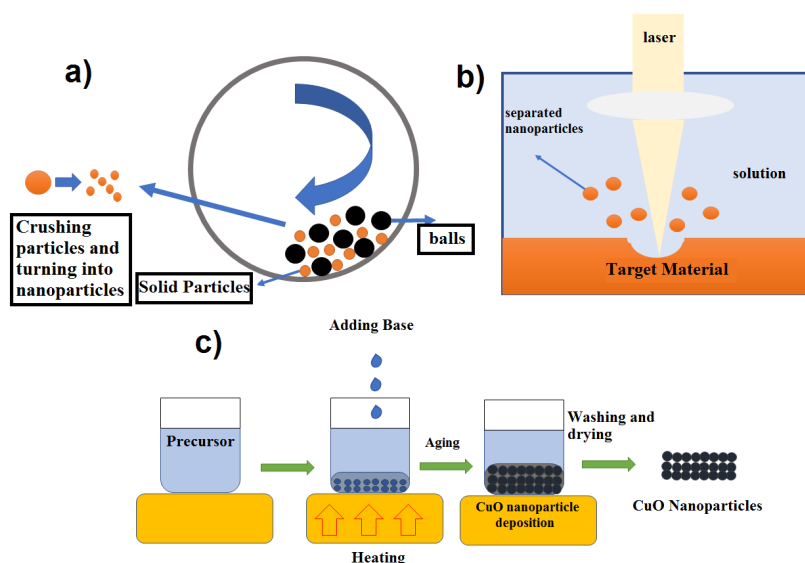 a)
Crushing
particles and
turning into
nanoparticles
Solid Particles
balls
b)
laser
separated
nanoparticles
solution
Target Material
c)
Adding Base
Precursor
Aging
Washing and
drying
CuO nanoparticle
deposition
CuO Nanoparticles
Heating